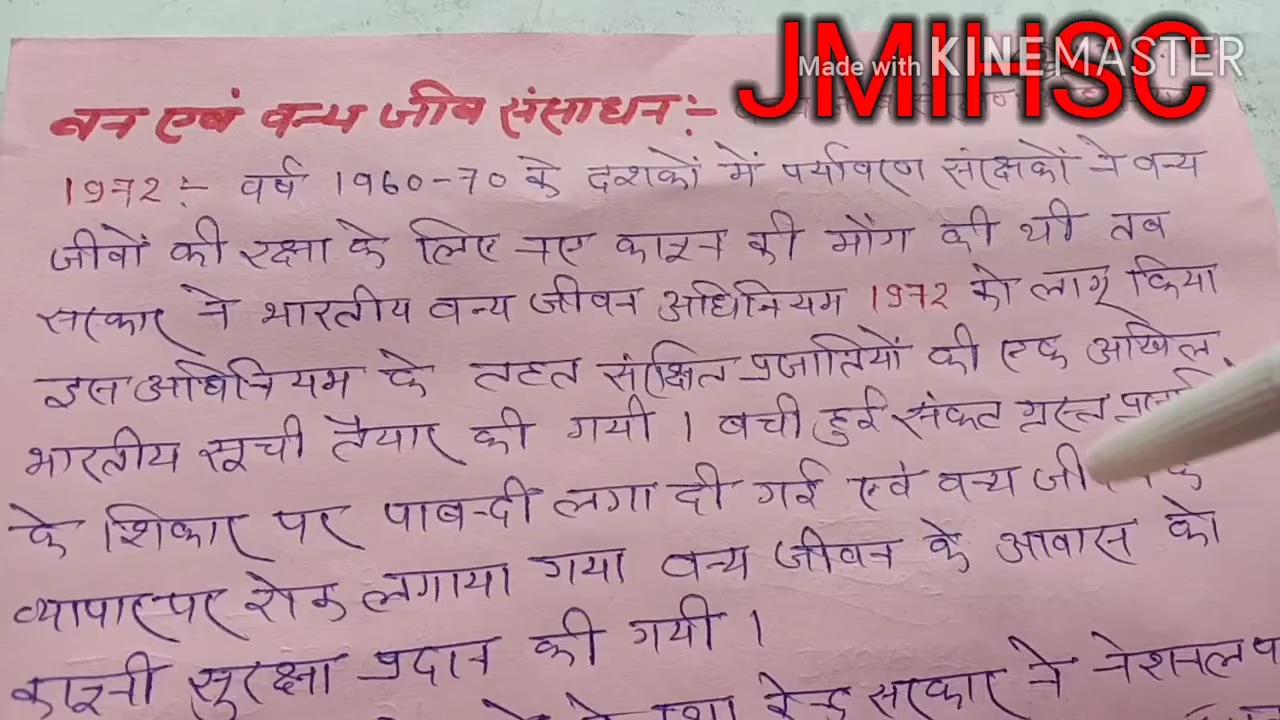 JMIHSC
Made with KINEMASTER
वन एवं वन्य जीव संसाधन:-
1972:- वर्ष 1960-70 के दशकों में पर्यावरण संरक्षकों ने वन्य
जीवों की रक्षा के लिए नए कानून की माँग की थी तब
सरकार ने भारतीय वन्य जीवन अधिनियम 1972 को लागू किया
इस अधिनियम के तहत संरक्षित प्रजातियों की एक अखिल
भारतीय सूची तैयार की गयी । बची हुई संकट ग्रस्त
के शिकार पर पाबन्दी लगा दी गई एवं वन्य
व्यापार पर रोक लगाया गया वन्य जीवन के आवास को
कानूनी सुरक्षा प्रदान की गयी ।
केन्द्र सरकार ने नेशनल